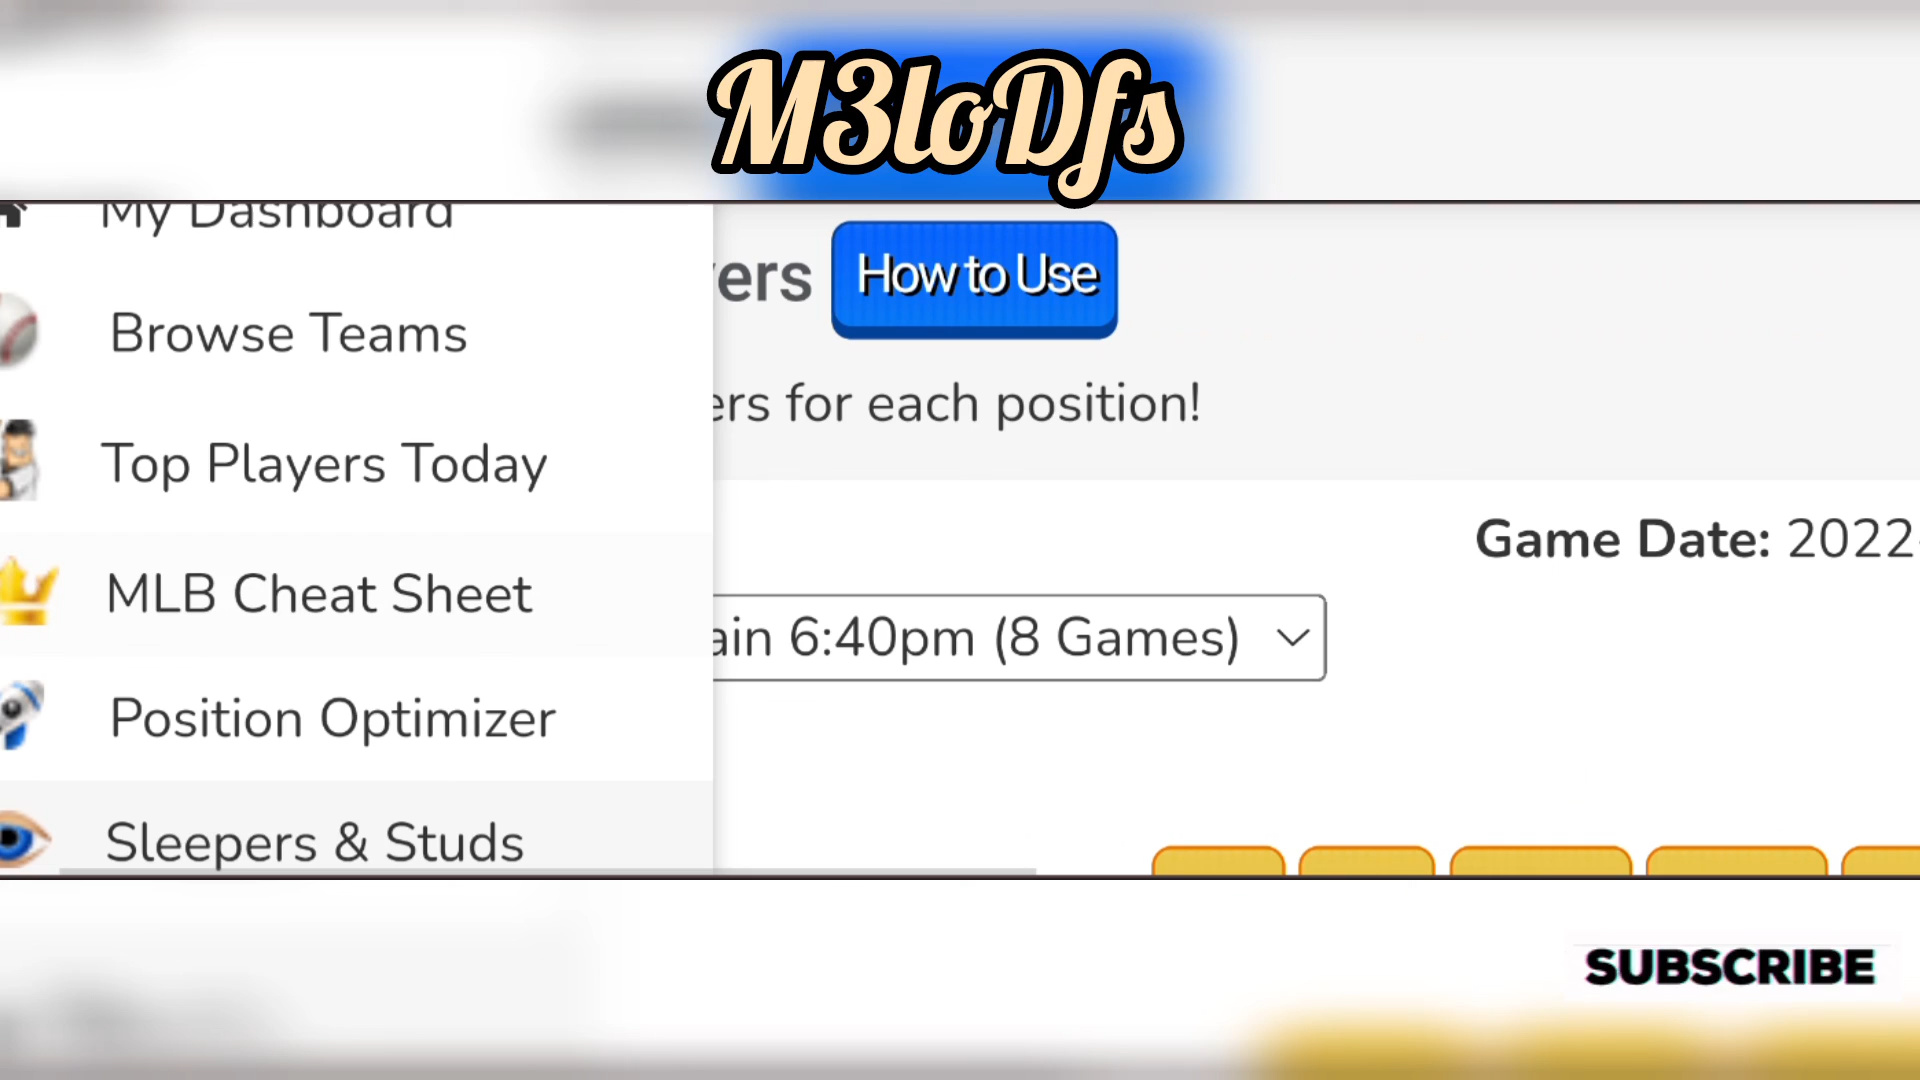 M3loDfs
My Dashboard
Browse Teams
Top Players Today
MLB Cheat Sheet
Position Optimizer
Sleepers & Studs
ers How to Use
ers for each position!
Game Date: 2022
ain 6:40pm (8 Games)
SUBSCRIBE